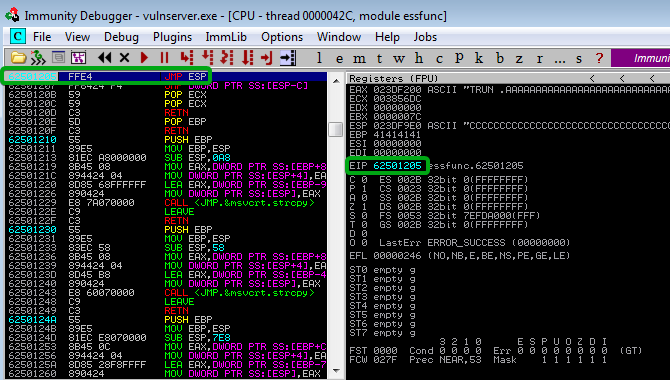 Immunity Debugger - vulnserver.exe - [CPU - thread 0000042C, module essfunc]
C File View Debug Plugins ImmLib Options Window Help Jobs
l e m t w h c P k b z r ... s ? Immunity
FFE4 JMP ESP
FF6424 F4 JMP DWORD PTR SS:[ESP-C]
6250120B 59 POP ECX
6250120C 59 POP ECX
6250120D C3 RETN
6250120E 5D POP EBP
6250120F C3 RETN
62501210 55 PUSH EBP
62501211 89E5 MOV EBP,ESP
62501213 81EC A8000000 SUB ESP,0A8
62501219 8B45 08 MOV EAX,DWORD PTR SS:[EBP+8
6250121C 894424 04 MOV DWORD PTR SS:[ESP+4],EA
62501220 8D85 68FFFFFF LEA EAX,DWORD PTR SS:[EBP-9
62501226 890424 MOV DWORD PTR SS:[ESP],EAX
62501229 E8 7A070000 CALL <JMP.&msvcrt.strcpy>
6250122E C9 LEAVE
6250122F C3 RETN
62501230 55 PUSH EBP
62501231 89E5 MOV EBP,ESP
62501233 83EC 58 SUB ESP,58
62501236 8B45 08 MOV EAX,DWORD PTR SS:[EBP+8
62501239 894424 04 MOV DWORD PTR SS:[ESP+4],EA
6250123D 8D45 B8 LEA EAX,DWORD PTR SS:[EBP-4
62501240 890424 MOV DWORD PTR SS:[ESP],EAX
62501243 E8 60070000 CALL <JMP.&msvcrt.strcpy>
62501248 C9 LEAVE
62501249 C3 RETN
6250124A 55 PUSH EBP
6250124B 89E5 MOV EBP,ESP
6250124D 81EC E8070000 SUB ESP,7E8
62501253 8B45 0C MOV EAX,DWORD PTR SS:[EBP+C
62501256 894424 04 MOV DWORD PTR SS:[ESP+4],EA
6250125A 8D85 28F8FFFF LEA EAX,DWORD PTR SS:[EBP-7
62501260 890424 MOV DWORD PTR SS:[ESP],EAX
Registers (FPU) < < <
EAX 023DF200 ASCII "TRUN .AAAAAAAAAAAAAAAAAAAAAAA
ECX 003856DC
EDX 00000000
EBX 0000007C
ESP 023DF9E0 ASCII "CCCCCCCCCCCCCCCCCCCCCCCCCCCCC
EBP 41414141
ESI 00000000
EDI 00000000
EIP 62501205 essfunc.62501205
C 0 ES 002B 32bit 0(FFFFFFFF)
P 1 CS 0023 32bit 0(FFFFFFFF)
A 0 SS 002B 32bit 0(FFFFFFFF)
Z 1 DS 002B 32bit 0(FFFFFFFF)
S 0 FS 0053 32bit 7EFDA000(FFF)
T 0 GS 002B 32bit 0(FFFFFFFF)
D 0
O 0 LastErr ERROR_SUCCESS (00000000)
EFL 00000246 (NO,NB,E,BE,NS,PE,GE,LE)
ST0 empty g
ST1 empty g
ST2 empty g
ST3 empty g
ST4 empty g
ST5 empty g
ST6 empty g
ST7 empty g
3 2 1 0 E S P U O Z D I
FST 0000 Cond 0 0 0 0 Err 0 0 0 0 0 0 0 0 (GT)
FCW 027F Prec NEAR,53 Mask 1 1 1 1 1 1